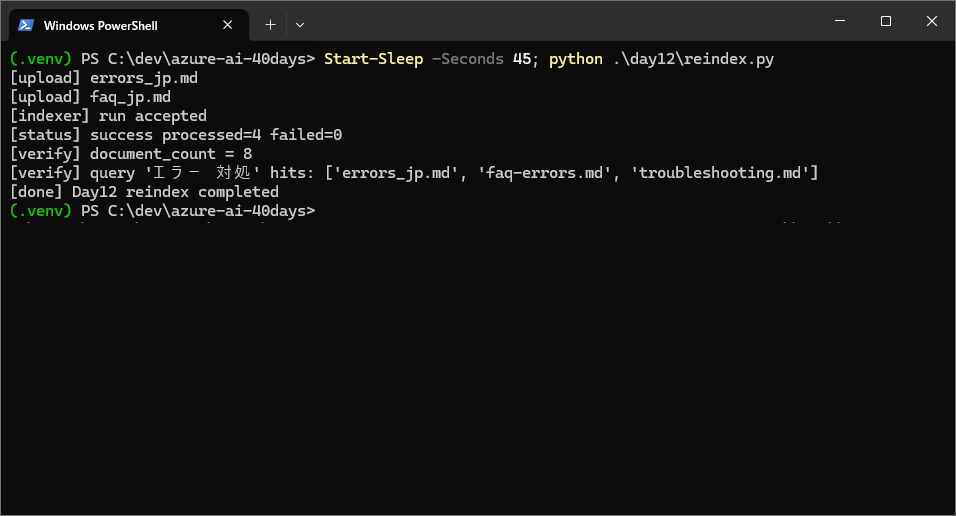 Windows PowerShell
(.venv) PS C:\dev\azure-ai-40days> Start-Sleep -Seconds 45; python .\day12\reindex.py
[upload] errors_jp.md
[upload] faq_jp.md
[indexer] run accepted
[status] success processed=4 failed=0
[verify] document_count = 8
[verify] query 'エラー 対処' hits: ['errors_jp.md', 'faq-errors.md', 'troubleshooting.md']
[done] Day12 reindex completed
(.venv) PS C:\dev\azure-ai-40days>